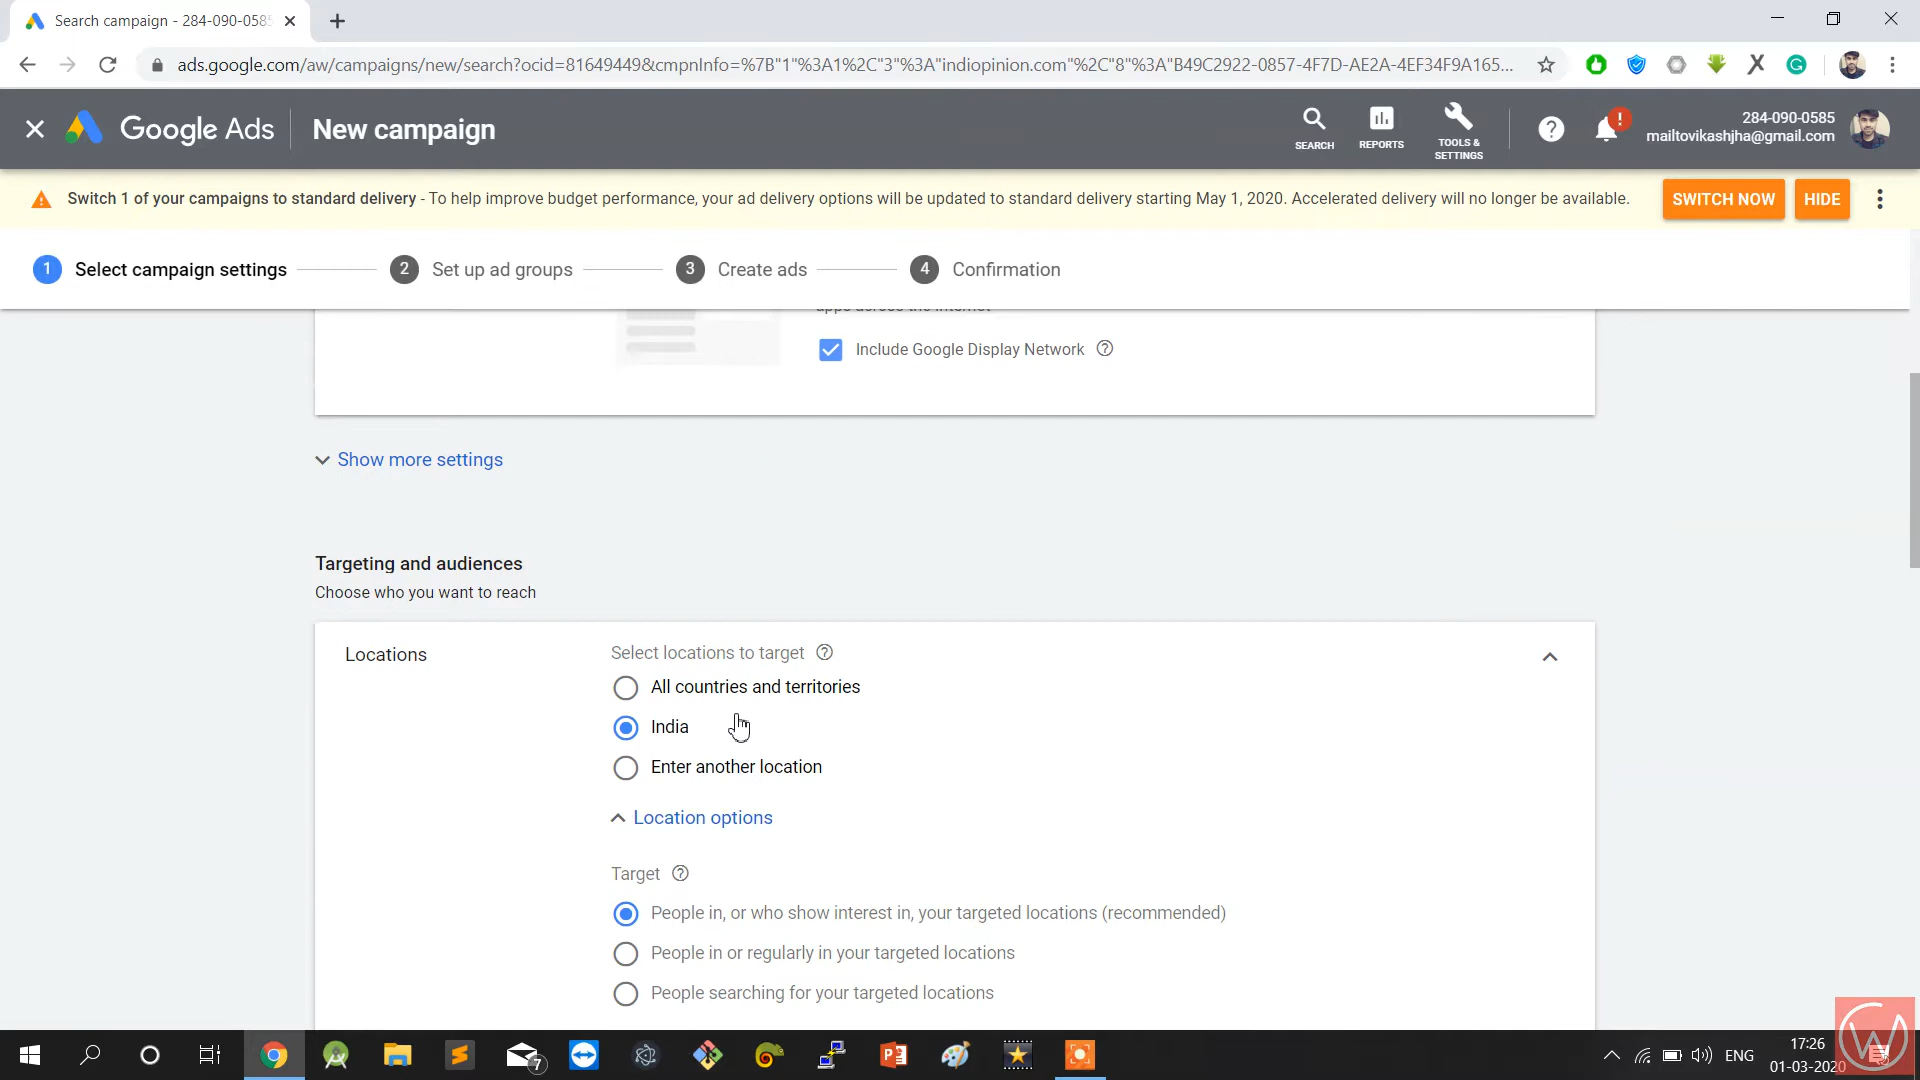 Search campaign - 284-090-0585
ads.google.com/aw/campaigns/new/search?ocid=81649449&cmpnInfo=%7B"1"%3A1%2C"3"%3A"indiopinion.com"%2C"8"%3A"B49C2922-0857-4F7D-AE2A-4EF34F9A165...
Google Ads
New campaign
SEARCH
REPORTS
TOOLS &
SETTINGS
284-090-0585
mailtovikashjha@gmail.com
Switch 1 of your campaigns to standard delivery - To help improve budget performance, your ad delivery options will be updated to standard delivery starting May 1, 2020. Accelerated delivery will no longer be available.
SWITCH NOW
HIDE
1 Select campaign settings
2 Set up ad groups
3 Create ads
4 Confirmation
apps across the internet
Include Google Display Network
Show more settings
Targeting and audiences
Choose who you want to reach
Locations
Select locations to target
All countries and territories
India
Enter another location
Location options
Target
People in, or who show interest in, your targeted locations (recommended)
People in or regularly in your targeted locations
People searching for your targeted locations
7
ENG
17:26
01-03-2020